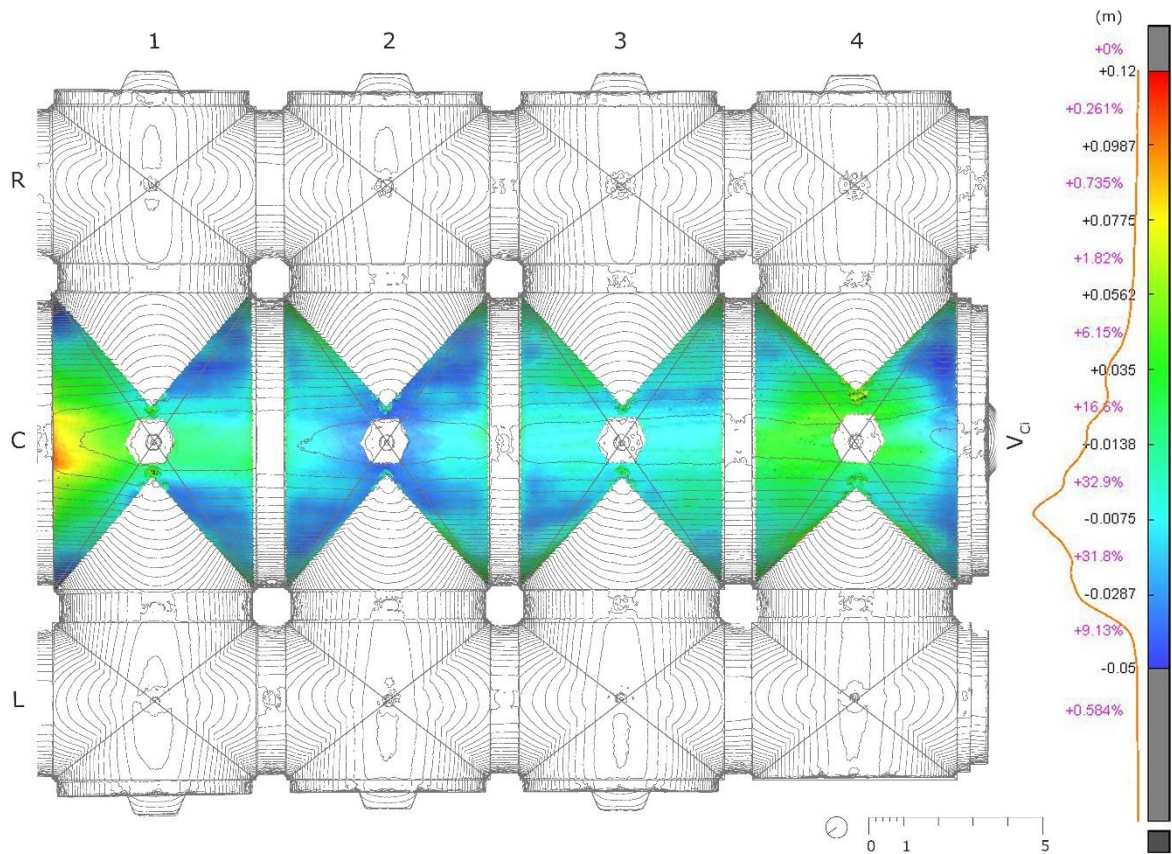 1 2 3 4
R
C
L
V CI
(m)
+0%
+0.12
+0.261%
+0.0987
+0.735%
+0.0775
+1.82%
+0.0562
+6.15%
+0.035
+16.6%
+0.0138
+32.9%
-0.0075
+31.8%
-0.0287
+9.13%
-0.05
+0.584%
0 1 5